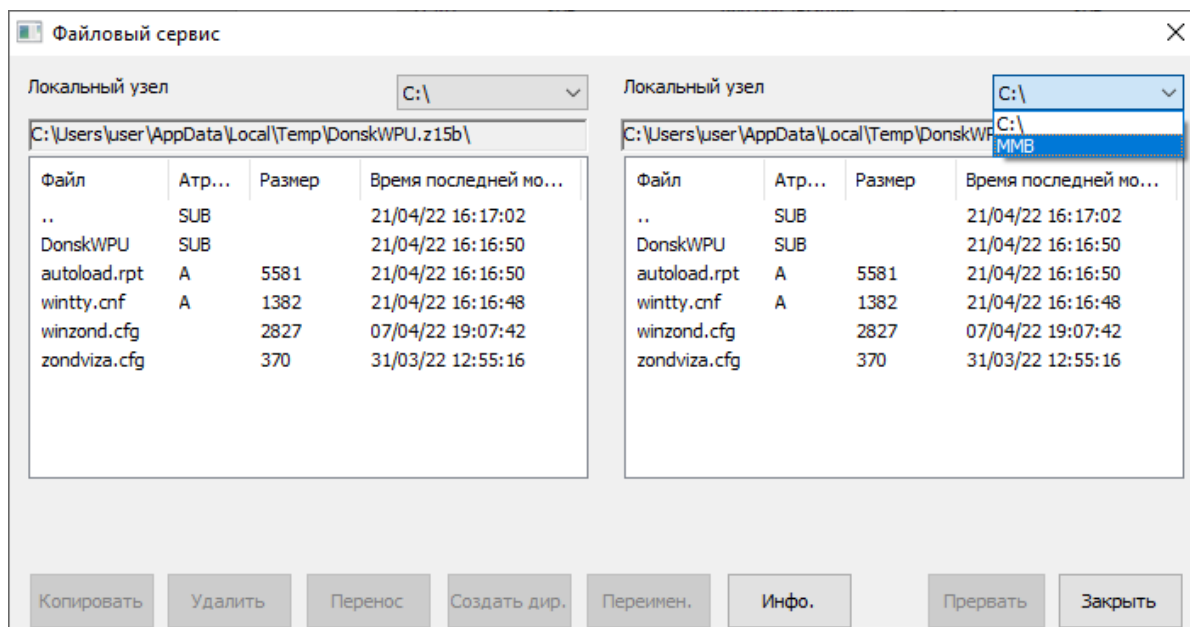 Файловый сервис
Локальный узел C:\
C:\Users\user\AppData\Local\Temp\DonskWPU.z15b\
Файл Атр... Размер Время последней мо...
.. SUB 21/04/22 16:17:02
DonskWPU SUB 21/04/22 16:16:50
autoload.rpt A 5581 21/04/22 16:16:50
wintty.cnf A 1382 21/04/22 16:16:48
winzond.cfg 2827 07/04/22 19:07:42
zondviza.cfg 370 31/03/22 12:55:16
Локальный узел C:\
C:\
MMB
C:\Users\user\AppData\Local\Temp\DonskWP
Файл Атр... Размер Время последней мо...
.. SUB 21/04/22 16:17:02
DonskWPU SUB 21/04/22 16:16:50
autoload.rpt A 5581 21/04/22 16:16:50
wintty.cnf A 1382 21/04/22 16:16:48
winzond.cfg 2827 07/04/22 19:07:42
zondviza.cfg 370 31/03/22 12:55:16
Копировать Удалить Перенос Создать дир. Переимен. Инфо. Прервать Закрыть